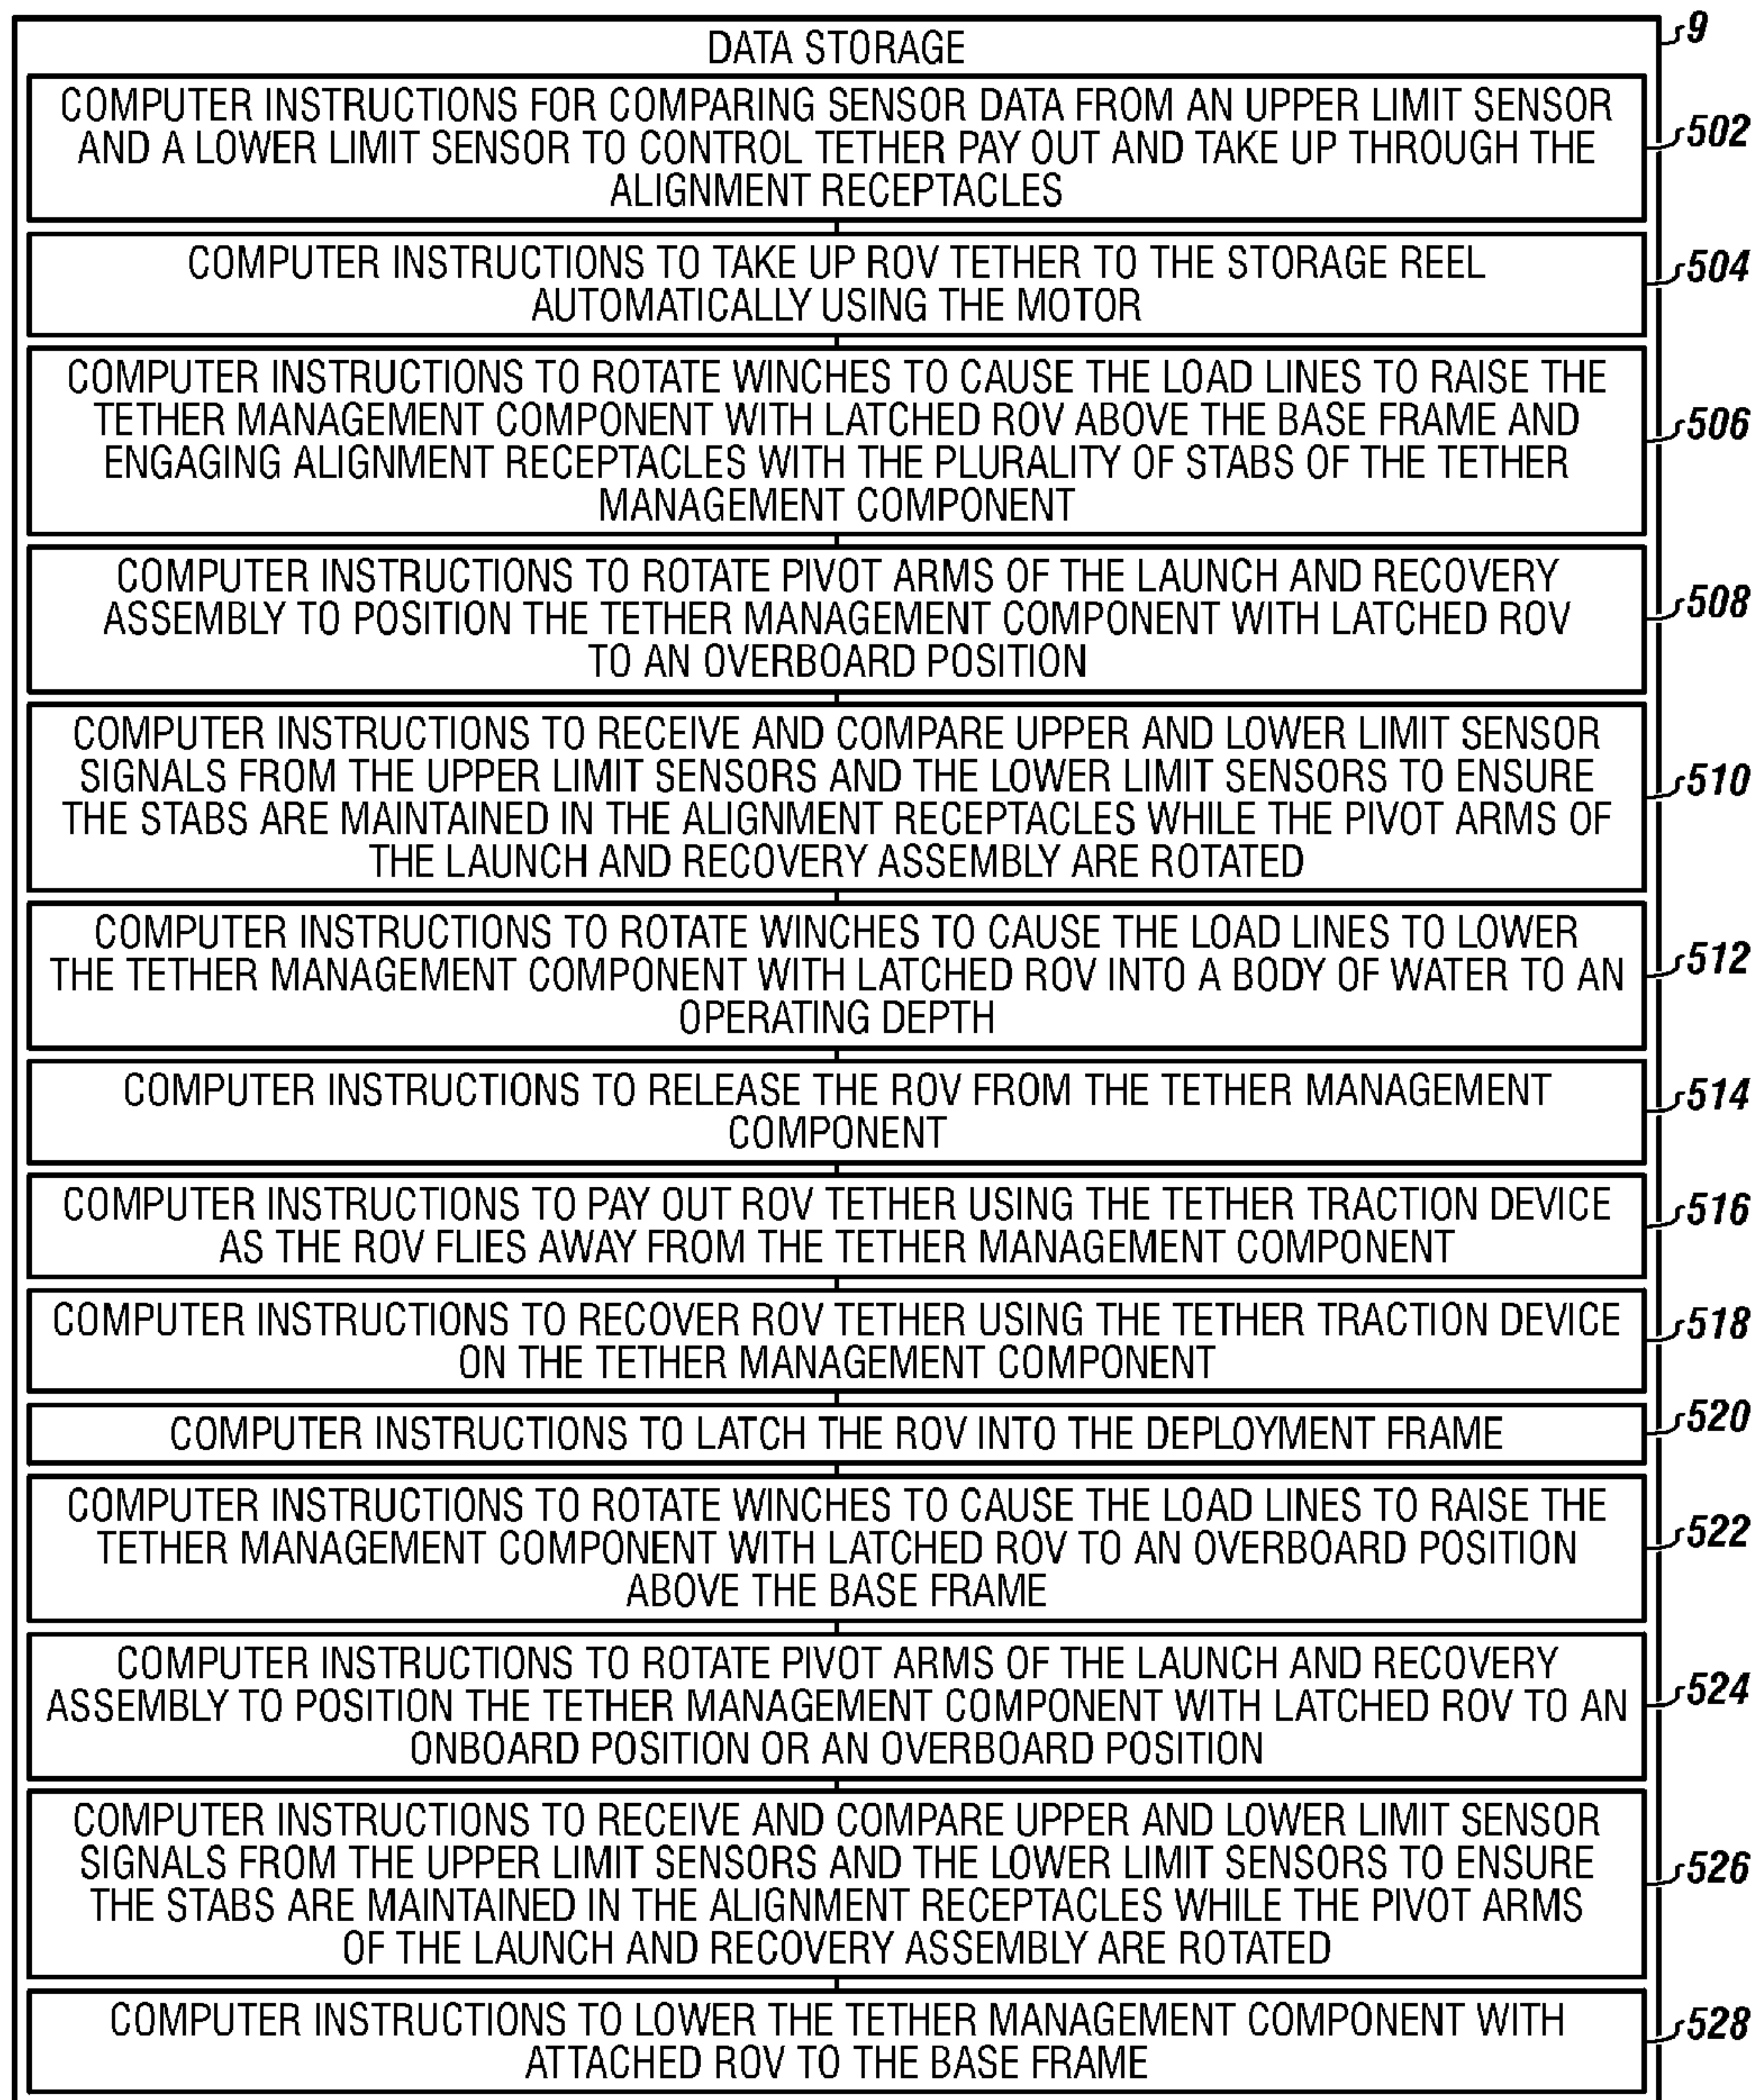 DATA STORAGE
9
COMPUTER INSTRUCTIONS FOR COMPARING SENSOR DATA FROM AN UPPER LIMIT SENSOR
AND A LOWER LIMIT SENSOR TO CONTROL TETHER PAY OUT AND TAKE UP THROUGH THE
ALIGNMENT RECEPTACLES
502
COMPUTER INSTRUCTIONS TO TAKE UP ROV TETHER TO THE STORAGE REEL
AUTOMATICALLY USING THE MOTOR
504
COMPUTER INSTRUCTIONS TO ROTATE WINCHES TO CAUSE THE LOAD LINES TO RAISE THE
TETHER MANAGEMENT COMPONENT WITH LATCHED ROV ABOVE THE BASE FRAME AND
ENGAGING ALIGNMENT RECEPTACLES WITH THE PLURALITY OF STABS OF THE TETHER
MANAGEMENT COMPONENT
506
COMPUTER INSTRUCTIONS TO ROTATE PIVOT ARMS OF THE LAUNCH AND RECOVERY
ASSEMBLY TO POSITION THE TETHER MANAGEMENT COMPONENT WITH LATCHED ROV
TO AN OVERBOARD POSITION
508
COMPUTER INSTRUCTIONS TO RECEIVE AND COMPARE UPPER AND LOWER LIMIT SENSOR
SIGNALS FROM THE UPPER LIMIT SENSORS AND THE LOWER LIMIT SENSORS TO ENSURE
THE STABS ARE MAINTAINED IN THE ALIGNMENT RECEPTACLES WHILE THE PIVOT ARMS OF
THE LAUNCH AND RECOVERY ASSEMBLY ARE ROTATED
510
COMPUTER INSTRUCTIONS TO ROTATE WINCHES TO CAUSE THE LOAD LINES TO LOWER
THE TETHER MANAGEMENT COMPONENT WITH LATCHED ROV INTO A BODY OF WATER TO AN
OPERATING DEPTH
512
COMPUTER INSTRUCTIONS TO RELEASE THE ROV FROM THE TETHER MANAGEMENT
COMPONENT
514
COMPUTER INSTRUCTIONS TO PAY OUT ROV TETHER USING THE TETHER TRACTION DEVICE
AS THE ROV FLIES AWAY FROM THE TETHER MANAGEMENT COMPONENT
516
COMPUTER INSTRUCTIONS TO RECOVER ROV TETHER USING THE TETHER TRACTION DEVICE
ON THE TETHER MANAGEMENT COMPONENT
518
COMPUTER INSTRUCTIONS TO LATCH THE ROV INTO THE DEPLOYMENT FRAME
520
COMPUTER INSTRUCTIONS TO ROTATE WINCHES TO CAUSE THE LOAD LINES TO RAISE THE
TETHER MANAGEMENT COMPONENT WITH LATCHED ROV TO AN OVERBOARD POSITION
ABOVE THE BASE FRAME
522
COMPUTER INSTRUCTIONS TO ROTATE PIVOT ARMS OF THE LAUNCH AND RECOVERY
ASSEMBLY TO POSITION THE TETHER MANAGEMENT COMPONENT WITH LATCHED ROV TO AN
ONBOARD POSITION OR AN OVERBOARD POSITION
524
COMPUTER INSTRUCTIONS TO RECEIVE AND COMPARE UPPER AND LOWER LIMIT SENSOR
SIGNALS FROM THE UPPER LIMIT SENSORS AND THE LOWER LIMIT SENSORS TO ENSURE
THE STABS ARE MAINTAINED IN THE ALIGNMENT RECEPTACLES WHILE THE PIVOT ARMS
OF THE LAUNCH AND RECOVERY ASSEMBLY ARE ROTATED
526
COMPUTER INSTRUCTIONS TO LOWER THE TETHER MANAGEMENT COMPONENT WITH
ATTACHED ROV TO THE BASE FRAME
528